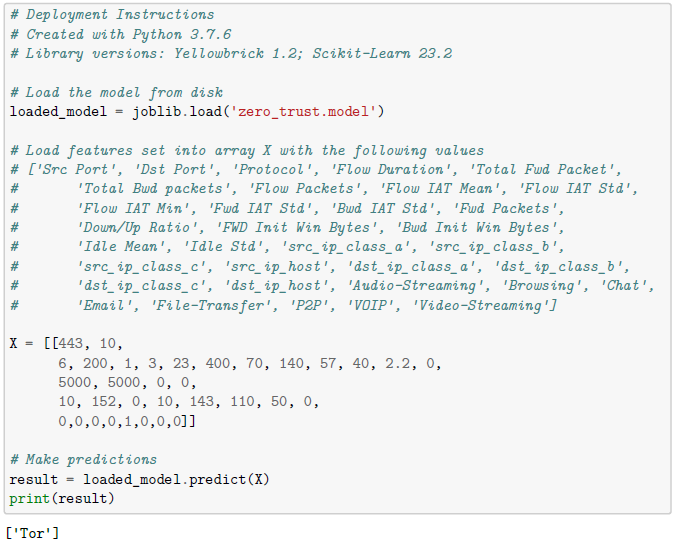 # Deployment Instructions
# Created with Python 3.7.6
# Library versions: Yellowbrick 1.2; Scikit-Learn 23.2
# Load the model from disk
loaded_model = joblib.load('zero_trust.model')
# Load features set into array X with the following values
# ['Src Port', 'Dst Port', 'Protocol', 'Flow Duration', 'Total Fwd Packet',
#      'Total Bwd packets', 'Flow Packets', 'Flow IAT Mean', 'Flow IAT Std',
#      'Flow IAT Min', 'Fwd IAT Std', 'Bwd IAT Std', 'Fwd Packets',
#      'Down/Up Ratio', 'FWD Init Win Bytes', 'Bwd Init Win Bytes',
#      'Idle Mean', 'Idle Std', 'src_ip_class_a', 'src_ip_class_b',
#      'src_ip_class_c', 'src_ip_host', 'dst_ip_class_a', 'dst_ip_class_b',
#      'dst_ip_class_c', 'dst_ip_host', 'Audio-Streaming', 'Browsing', 'Chat',
#      'Email', 'File-Transfer', 'P2P', 'VOIP', 'Video-Streaming']
X = [[443, 10,
      6, 200, 1, 3, 23, 400, 70, 140, 57, 40, 2.2, 0,
      5000, 5000, 0, 0,
      10, 152, 0, 10, 143, 110, 50, 0,
      0,0,0,0,1,0,0,0]]
# Make predictions
result = loaded_model.predict(X)
print(result)
['Tor']